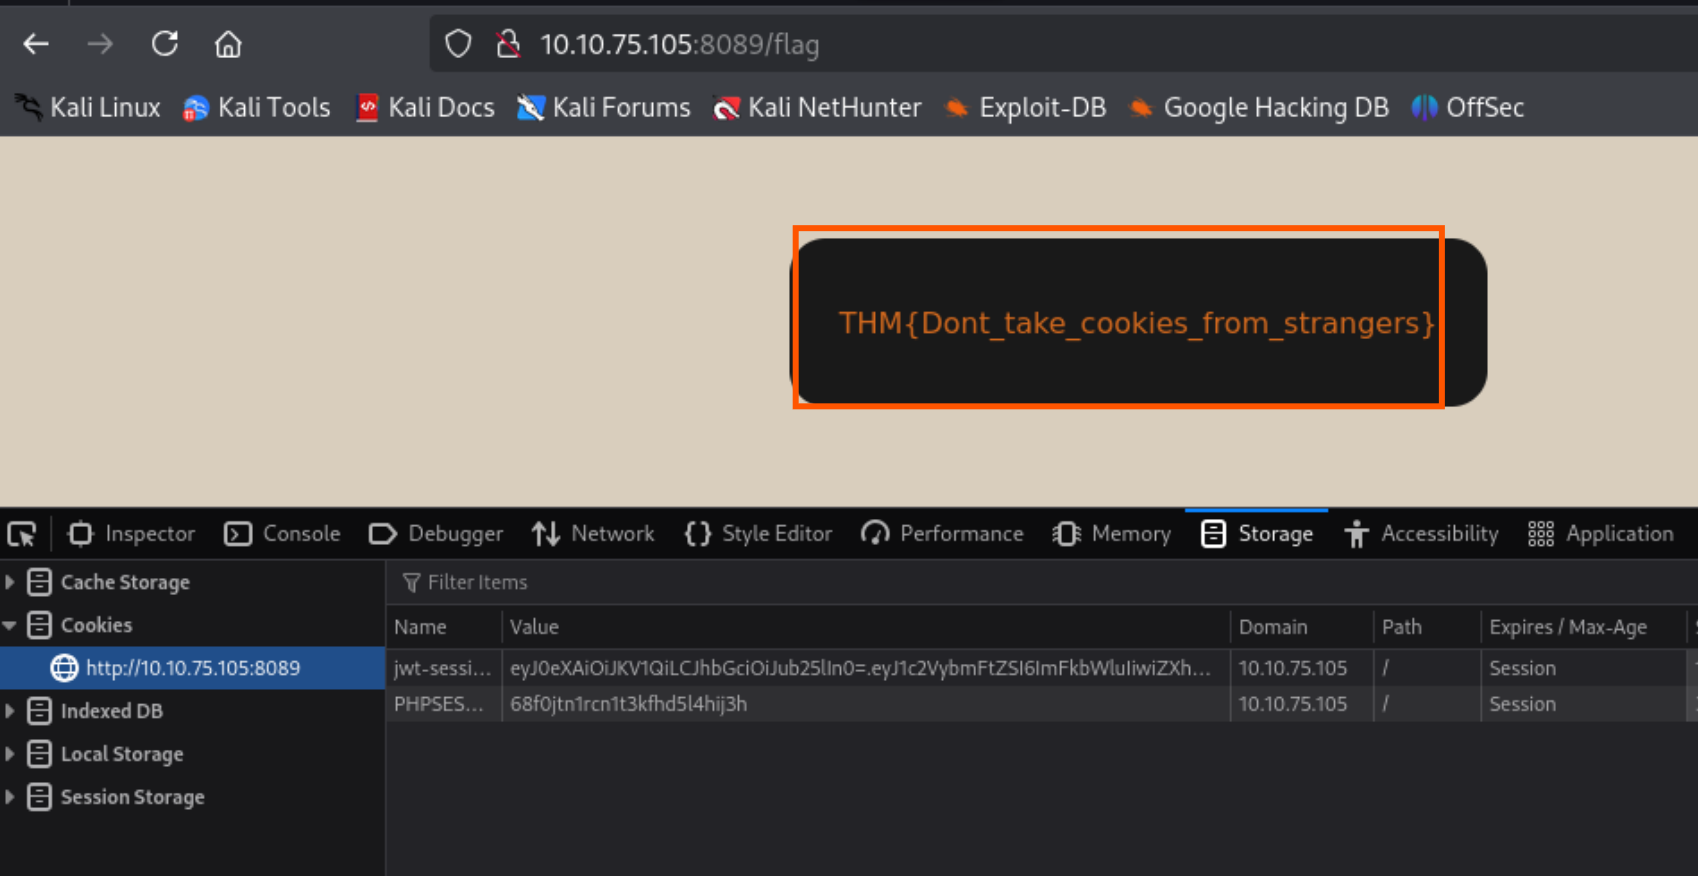 10.10.75.105:8089/flag
Kali Linux Kali Tools Kali Docs Kali Forums Kali NetHunter Exploit-DB Google Hacking DB OffSec
THM{Dont_take_cookies_from_strangers}
Inspector Console Debugger Network Style Editor Performance Memory Storage Accessibility Application
Cache Storage
Cookies
http://10.10.75.105:8089
Indexed DB
Local Storage
Session Storage
Filter Items
Name Value Domain Path Expires / Max-Age
jwt-sessi... eyJ0eXAiOiJKV1QiLCJhbGciOiJub25lIn0=.eyJ1c2VybmFtZSI6ImFkbWluIiwiZXh... 10.10.75.105 / Session
PHPSES... 68f0jtn1rcn1t3kfhd5l4hij3h 10.10.75.105 / Session